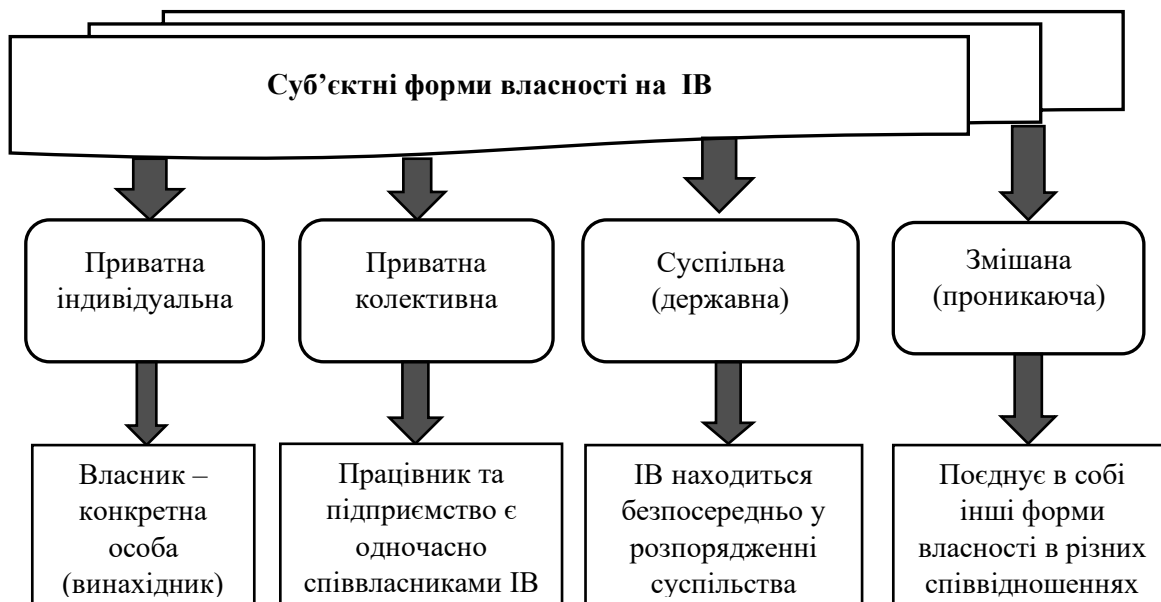 Суб’єктні форми власності на ІВ
Приватна
індивідуальна
Приватна
колективна
Суспільна
(державна)
Змішана
(проникаюча)
Власник –
конкретна
особа
(винахідник)
Працівник та
підприємство є
одночасно
співвласниками ІВ
ІВ находиться
безпосередньо у
розпорядженні
суспільства
Поєднує в собі
інші форми
власності в різних
співвідношеннях